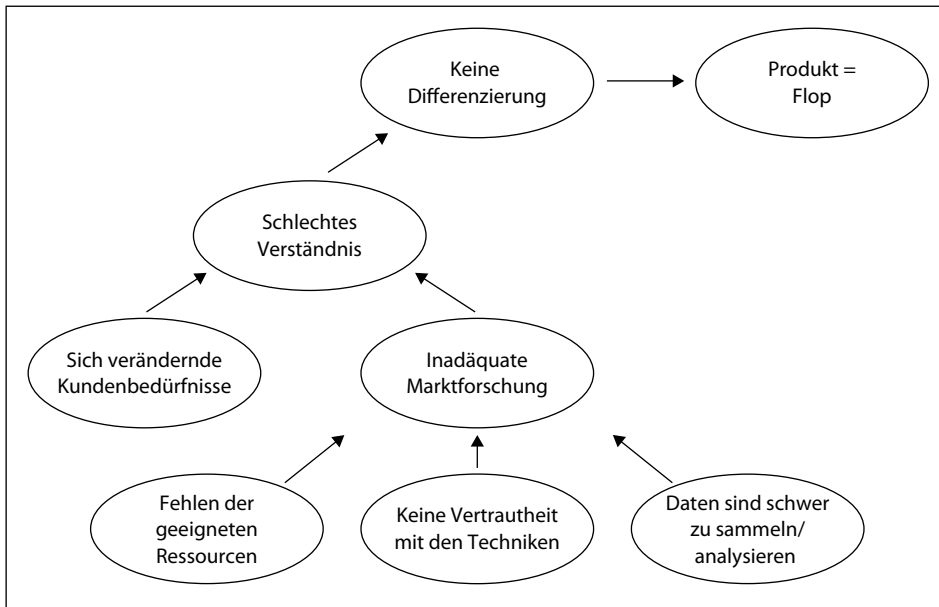 Keine
Differenzierung
Produkt =
Flop
Schlechtes
Verständnis
Sich verändernde
Kundenbedürfnisse
Inadäquate
Marktforschung
Fehlen der
geeigneten
Ressourcen
Keine Vertrautheit
mit den Techniken
Daten sind schwer
zu sammeln/
analysieren